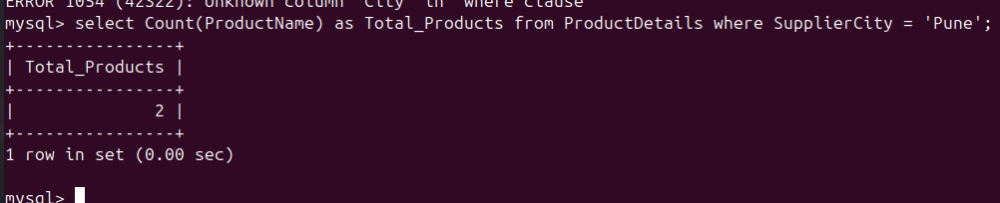 ERROR 1054 (42S22): Unknown column 'City' in 'where clause'
mysql> select Count(ProductName) as Total_Products from ProductDetails where SupplierCity = 'Pune';
+----------------+
| Total_Products |
+----------------+
|              2 |
+----------------+
1 row in set (0.00 sec)
mysql>